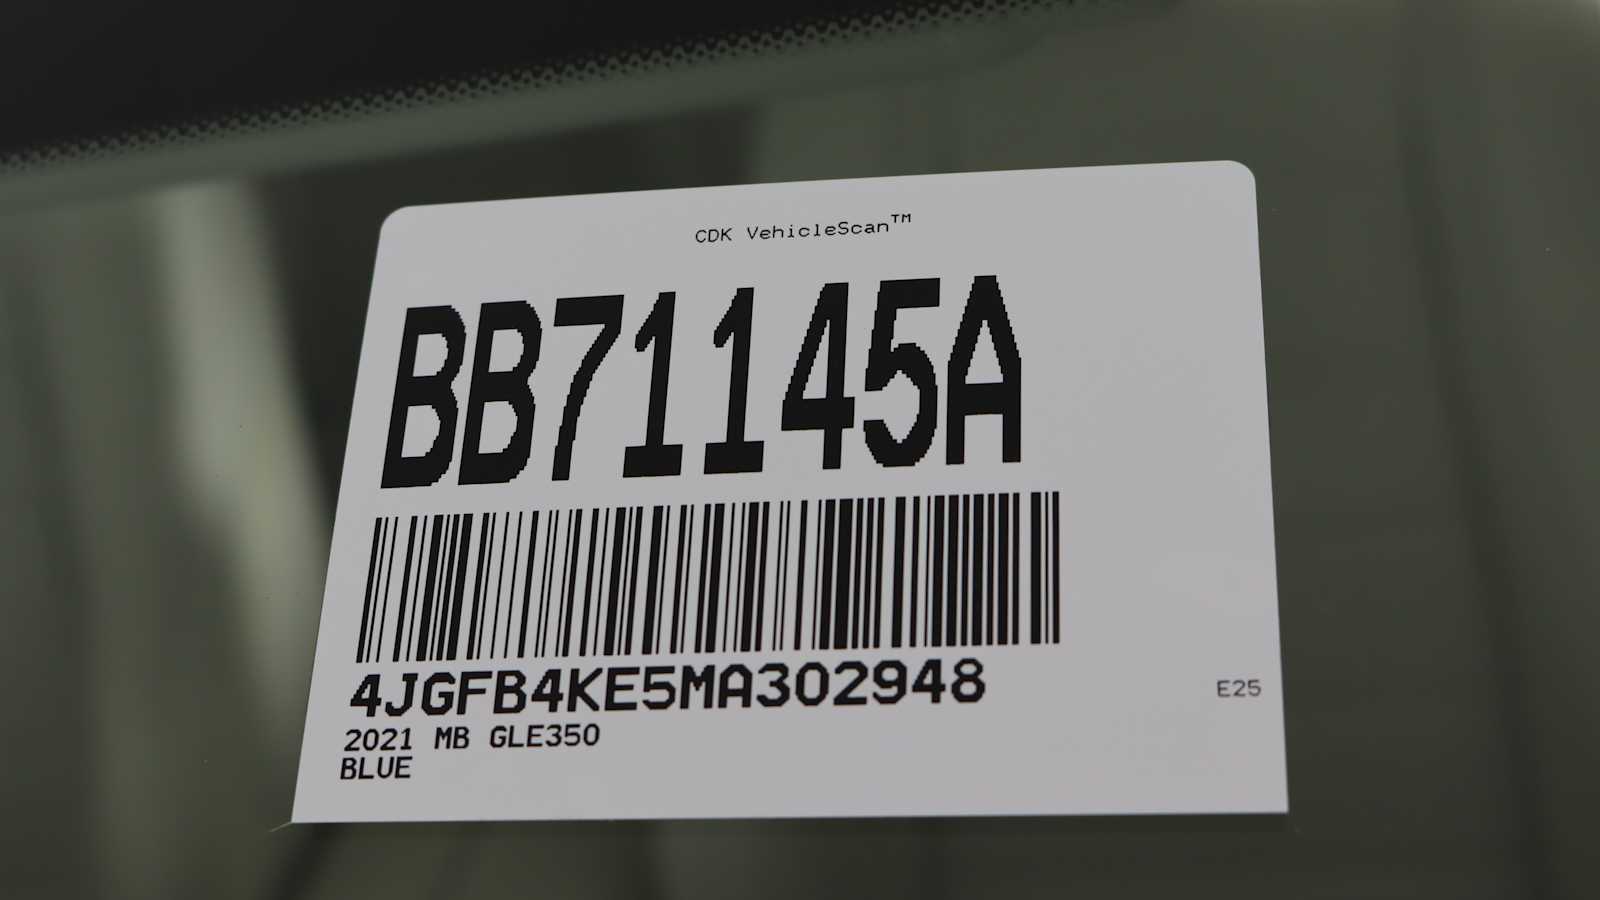 CDK VehicleScan™
BB71145A
4JGFB4KE5MA302948
E25
2021 MB GLE350
BLUE